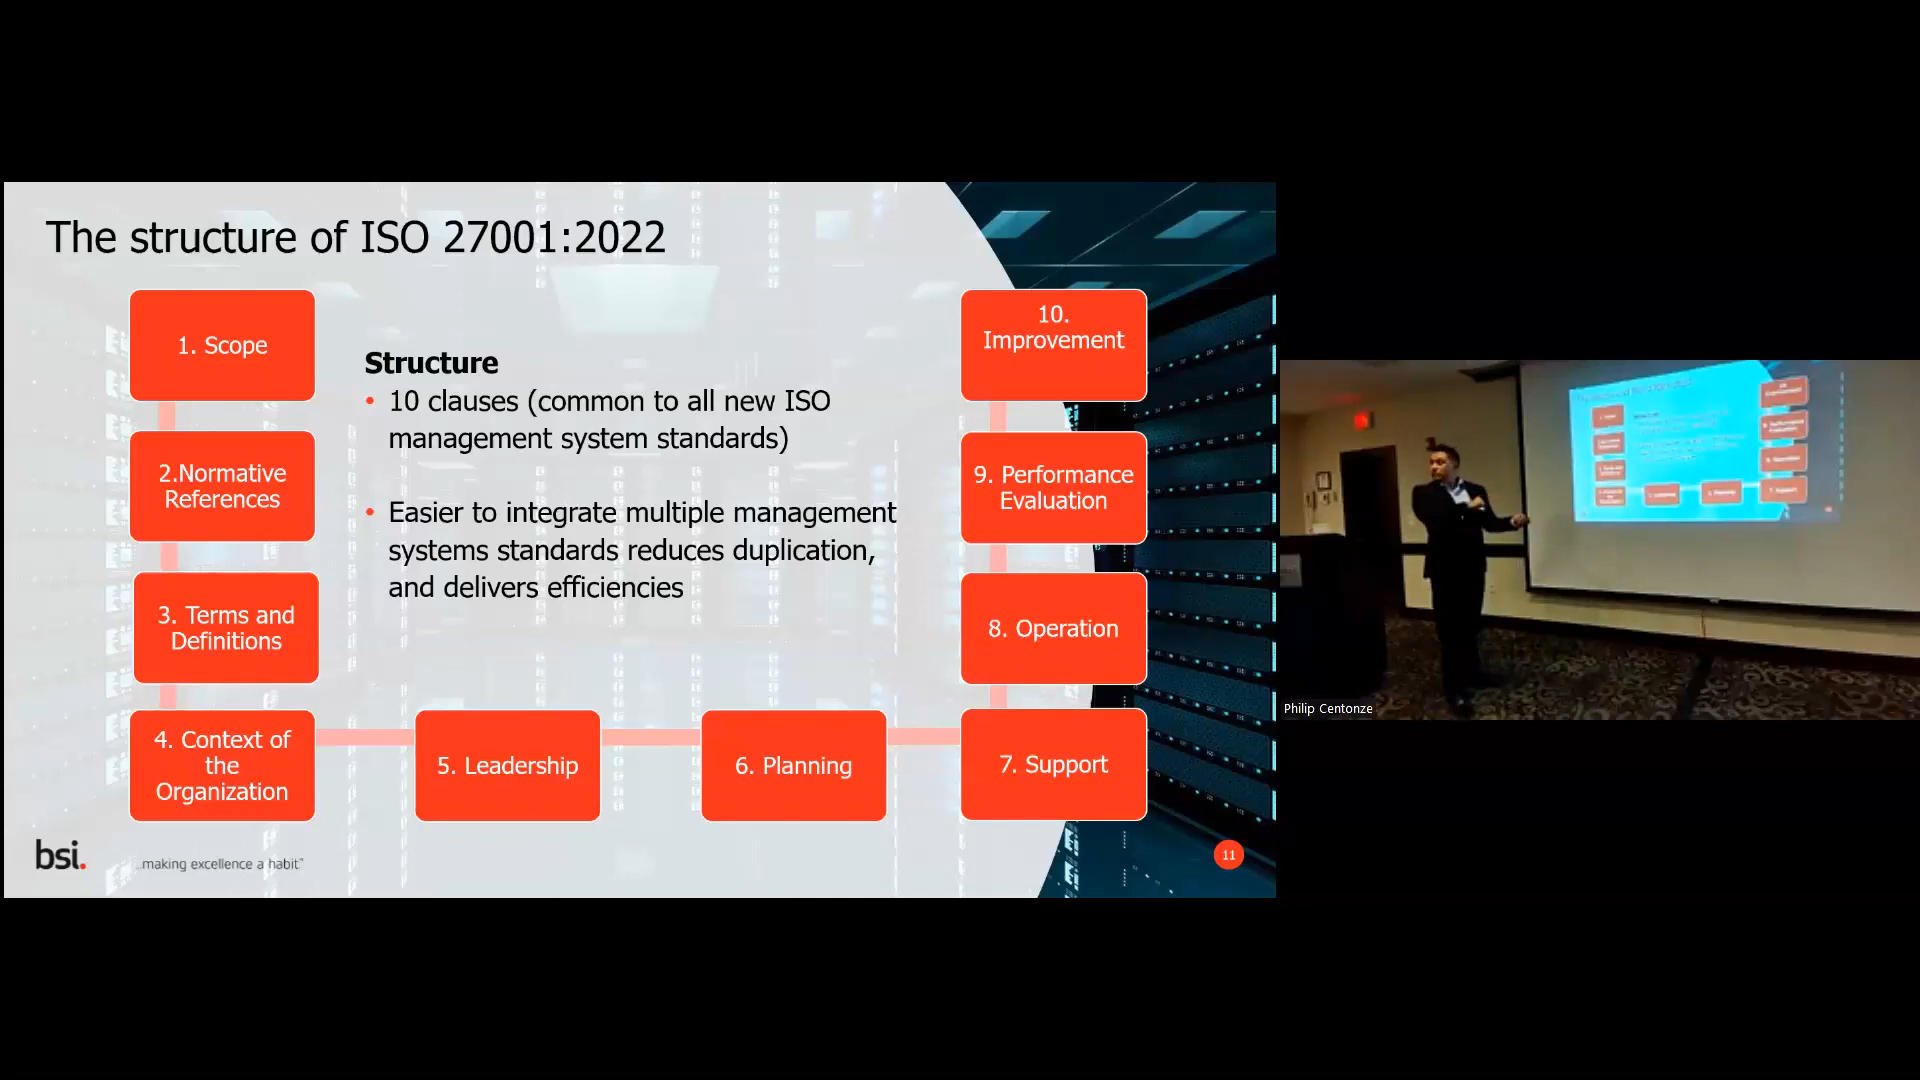 The structure of ISO 27001:2022
1. Scope
2.Normative
References
3. Terms and
Definitions
4. Context of
the
Organization
5. Leadership
6. Planning
7. Support
8. Operation
9. Performance
Evaluation
10.
Improvement
Structure
• 10 clauses (common to all new ISO
management system standards)
• Easier to integrate multiple management
systems standards reduces duplication,
and delivers efficiencies
bsi.
...making excellence a habit™
11
Philip Centonze